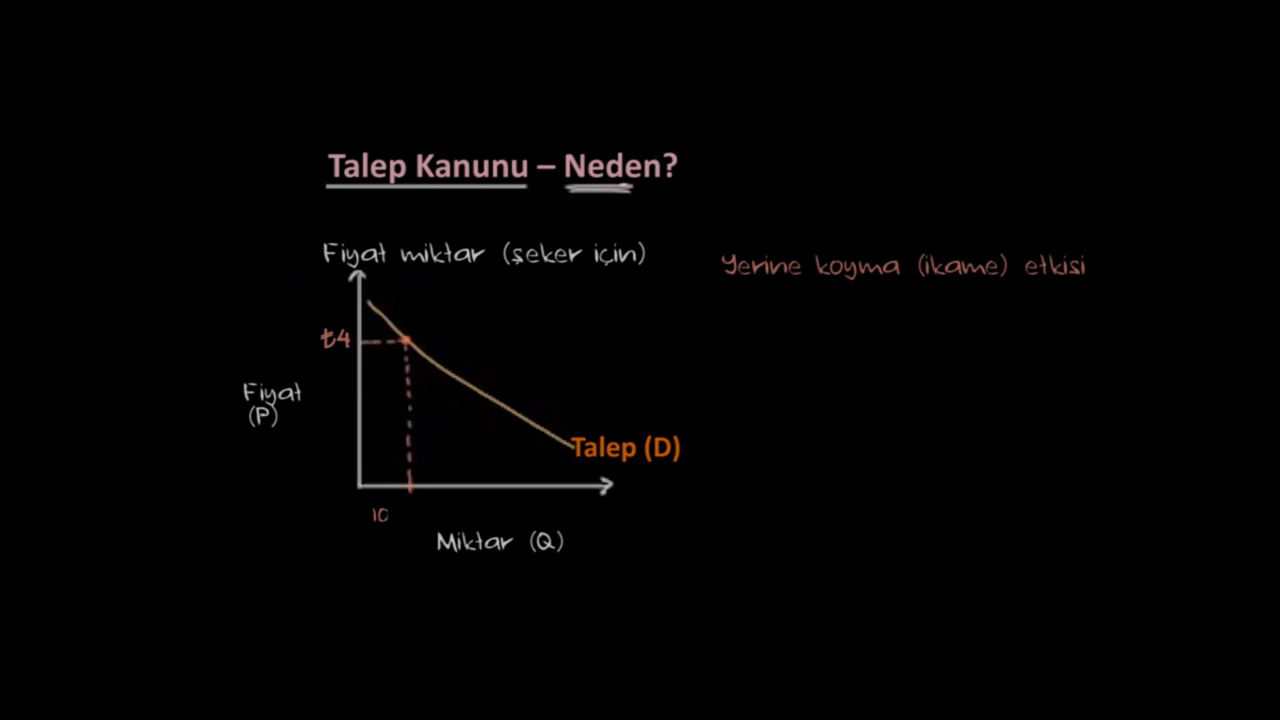 Talep Kanunu – Neden?
Fiyat miktar (şeker için)
Yerine koyma (ikame) etkisi
₺4
Fiyat
(P)
Talep (D)
10
Miktar (Q)